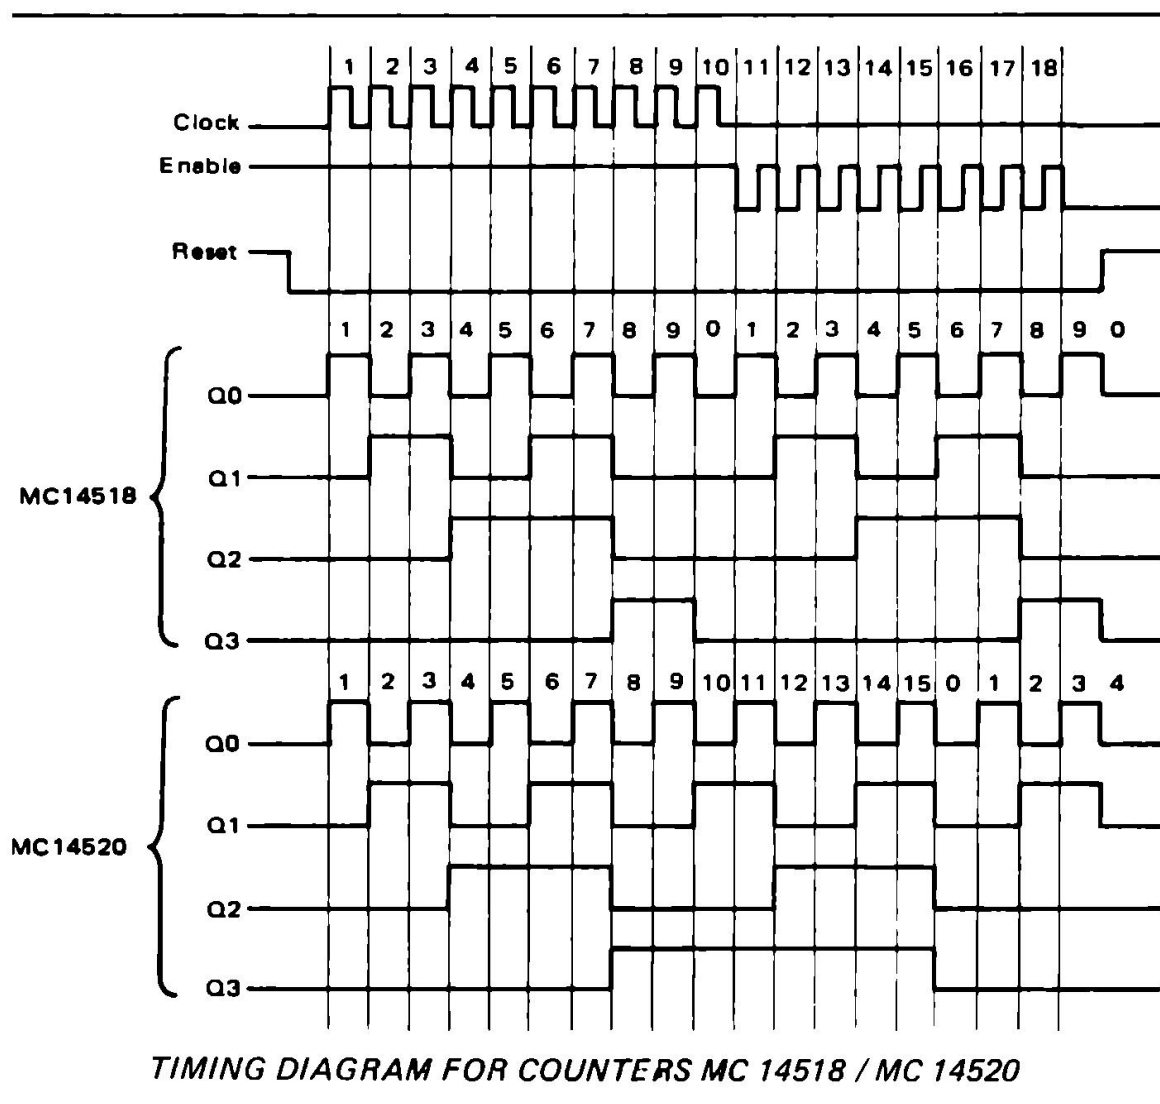 1 2 3 4 5 6 7 8 9 10 11 12 13 14 15 16 17 18
Clock
Enable
Reset
1 2 3 4 5 6 7 8 9 0 1 2 3 4 5 6 7 8 9 0
Q0
Q1
MC14518
Q2
Q3
1 2 3 4 5 6 7 8 9 10 11 12 13 14 15 0 1 2 3 4
Q0
Q1
MC14520
Q2
Q3
TIMING DIAGRAM FOR COUNTERS MC 14518 / MC 14520